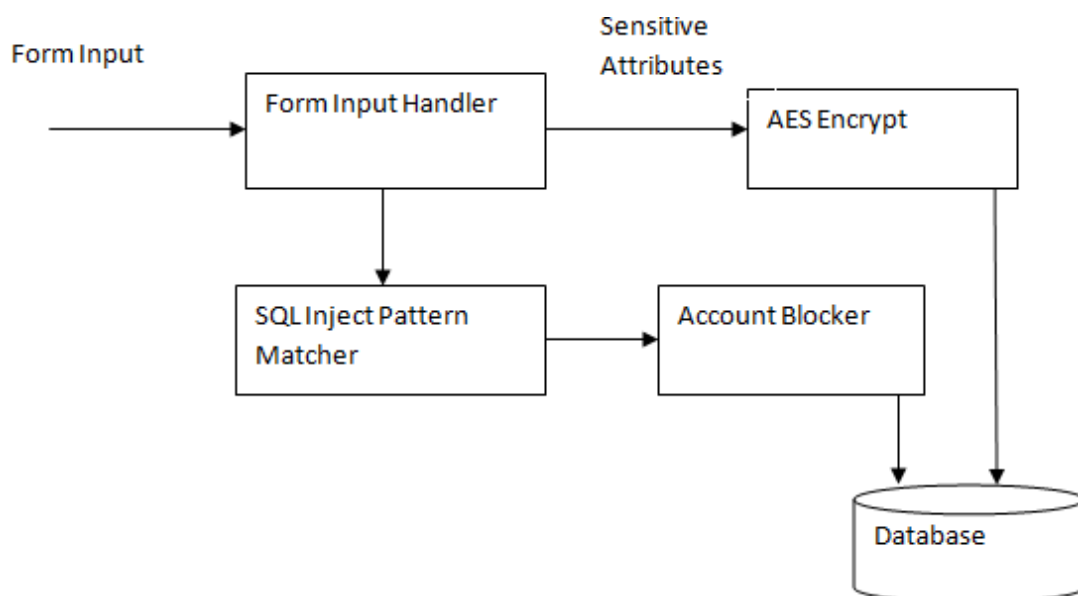 Form Input
Sensitive
Attributes
Form Input Handler
AES Encrypt
SQL Inject Pattern
Matcher
Account Blocker
Database